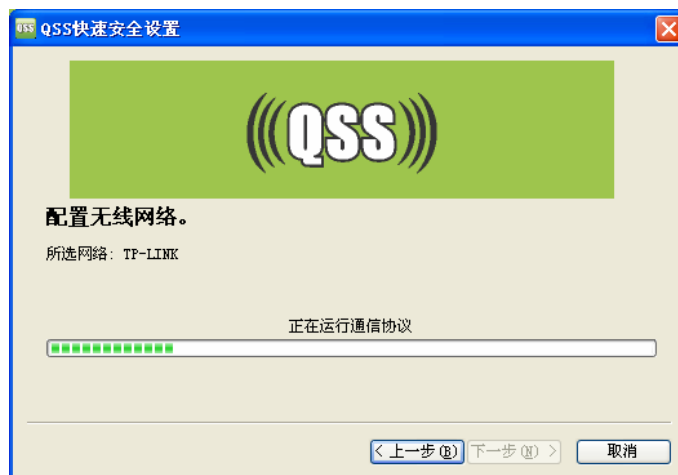 QSS QSS快速安全设置
(((QSS)))
配置无线网络。
所选网络: TP-LINK
正在运行通信协议
< 上一步(B) 下一步(N) > 取消